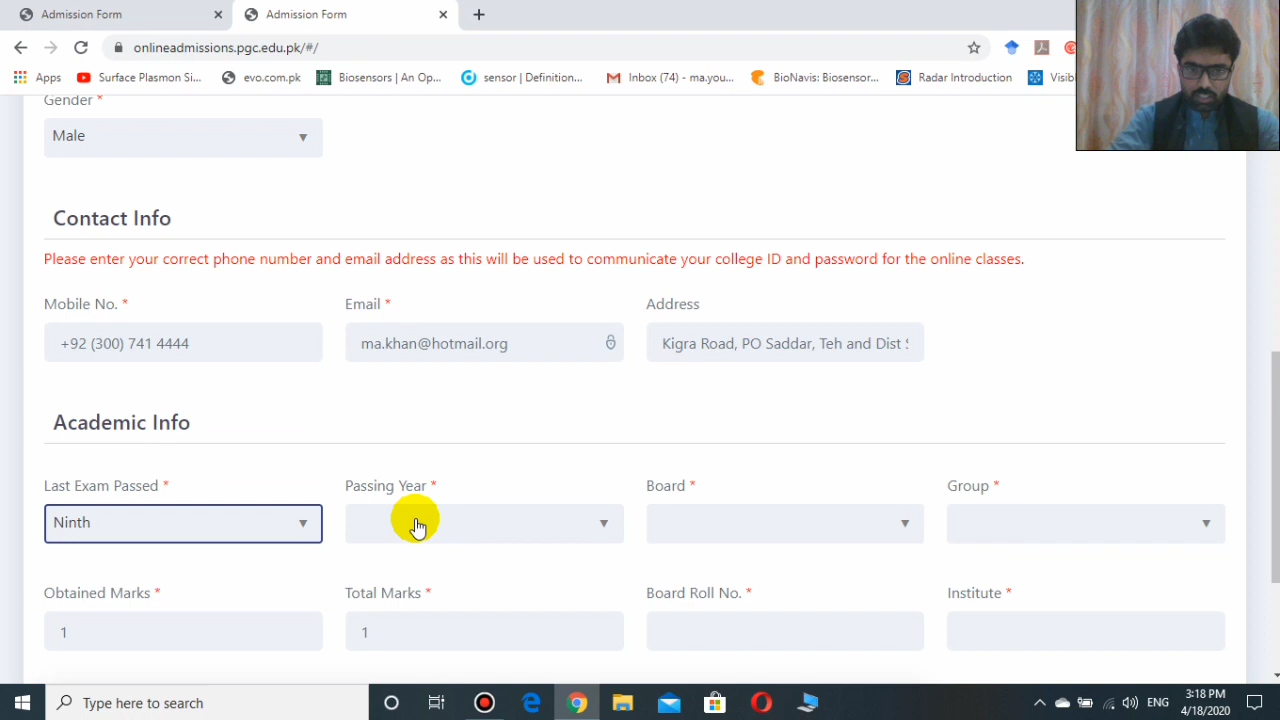 Admission Form
Admission Form
onlineadmissions.pgc.edu.pk/#/
Apps
Surface Plasmon Si...
evo.com.pk
Biosensors | An Op...
sensor | Definition...
Inbox (74) - ma.you...
BioNavis: Biosensor...
Radar Introduction
Visibl
Gender *
Male
Contact Info
Please enter your correct phone number and email address as this will be used to communicate your college ID and password for the online classes.
Mobile No. *
Email *
Address
+92 (300) 741 4444
ma.khan@hotmail.org
Kigra Road, PO Saddar, Teh and Dist
Academic Info
Last Exam Passed *
Passing Year *
Board *
Group *
Ninth
Obtained Marks *
Total Marks *
Board Roll No. *
Institute *
1
1
Type here to search
ENG
3:18 PM
4/18/2020